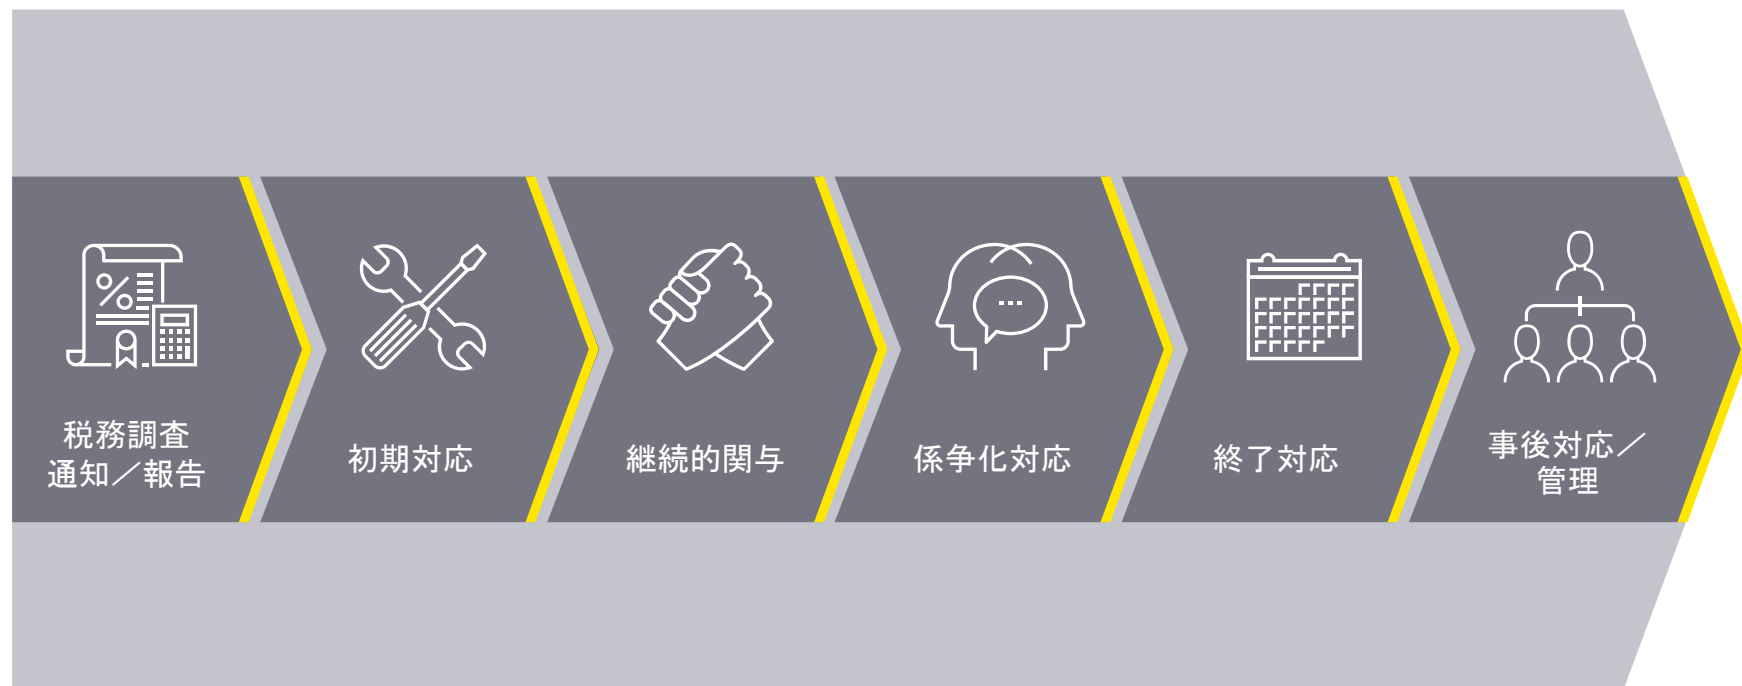 税務調査
通知／報告
初期対応
継続的関与
係争化対応
終了対応
事後対応／
管理